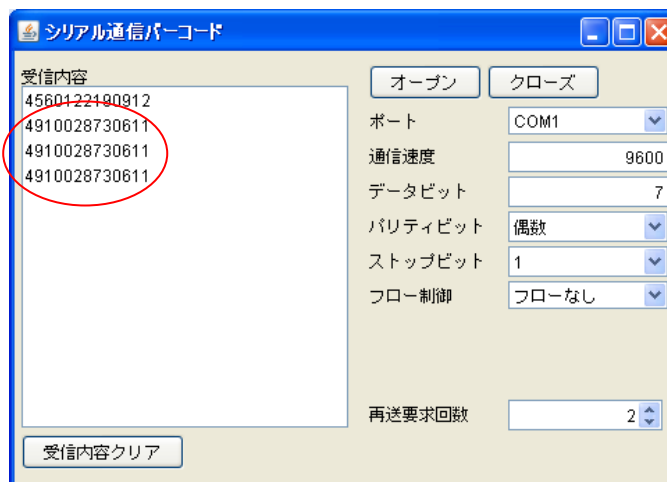 シリアル通信バーコード
受信内容
4560122190912
4910028730611
4910028730611
4910028730611
受信内容クリア
オープン クローズ
ポート COM1
通信速度 9600
データビット 7
パリティビット 偶数
ストップビット 1
フロー制御 フローなし
再送要求回数 2